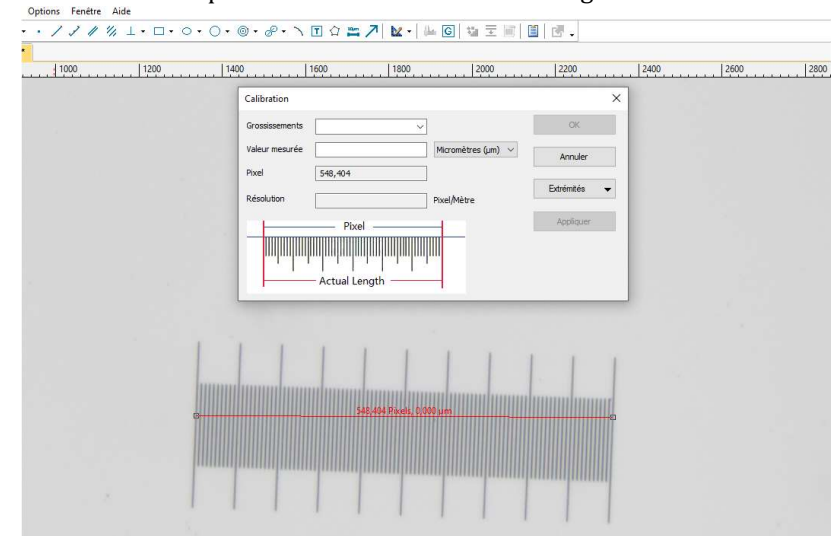 Options Fenêtre Aide
T G
1000 1200 1400 1600 1800 2000 2200 2400 2600 2800
Calibration
Grossissements OK
Valeur mesurée Micromètres (µm) Annuler
Pixel 548,404
Extrémités
Résolution Pixel/Mètre
Appliquer
Pixel
Actual Length
548,404 Pixels, 0,000 µm